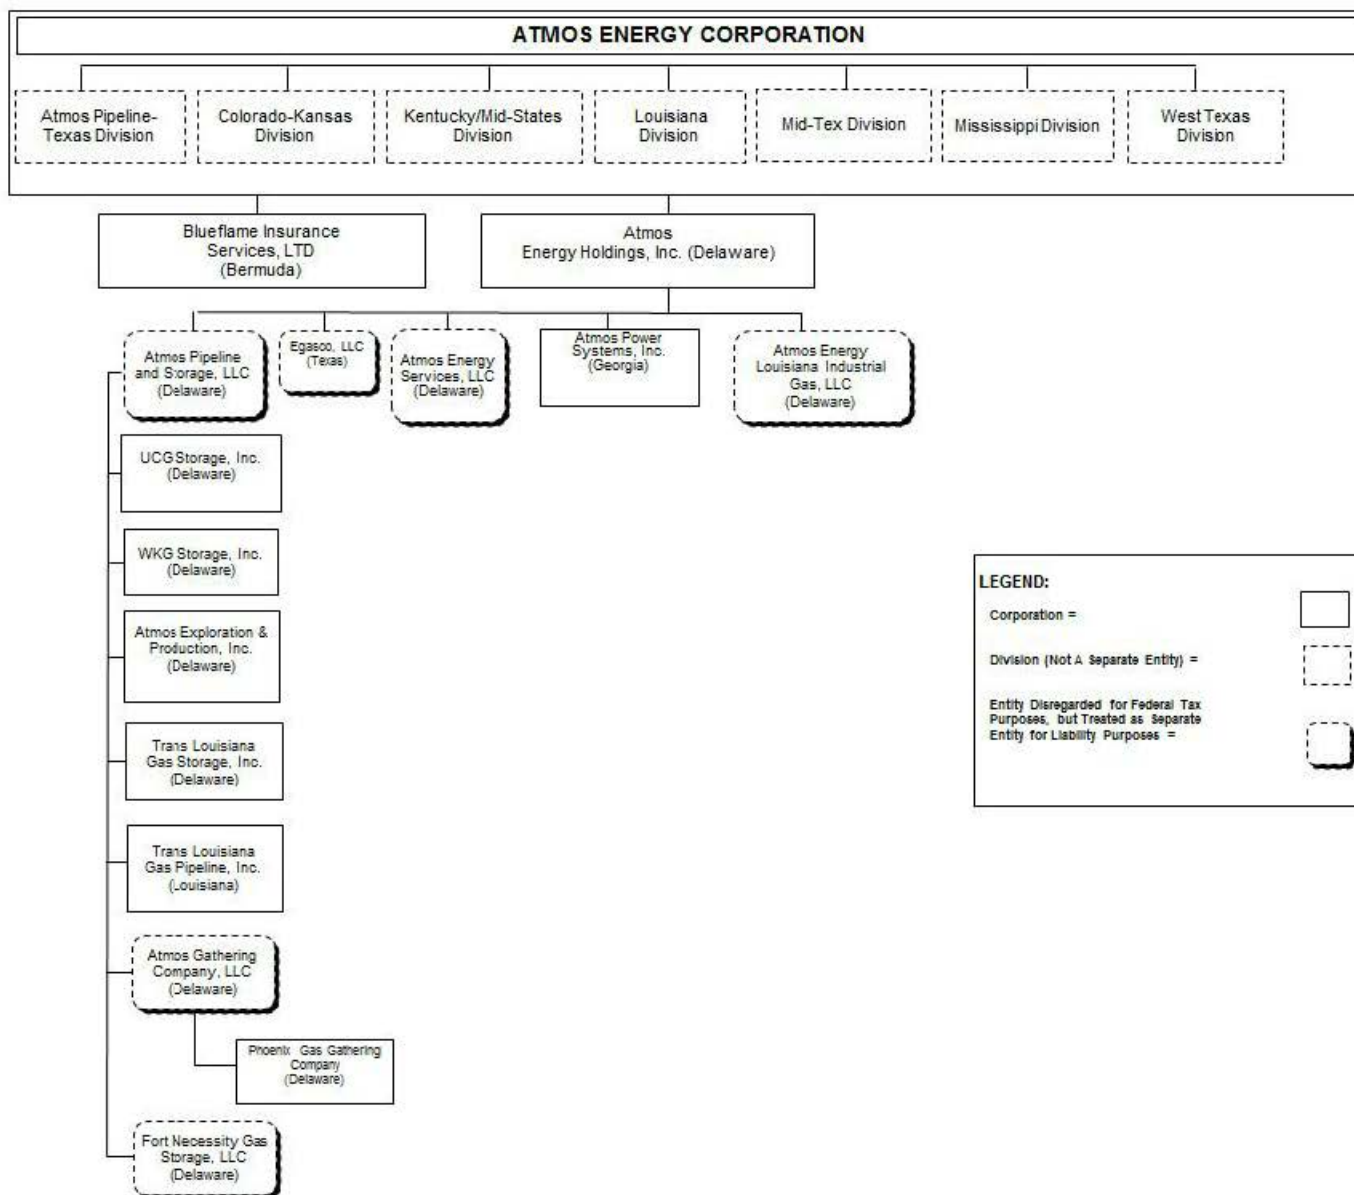 ATMOS ENERGY CORPORATION
Atmos Pipeline-
Texas Division
Colorado-Kansas
Division
Kentucky/Mid-States
Division
Louisiana
Division
Mid-Tex Division
Mississippi Division
West Texas
Division
Blueflame Insurance
Services, LTD
(Bermuda)
Atmos
Energy Holdings, Inc. (Delaware)
Atmos Pipeline
and Storage, LLC
(Delaware)
Egasco, LLC
(Texas)
Atmos Energy
Services, LLC
(Delaware)
Atmos Power
Systems, Inc.
(Georgia)
Atmos Energy
Louisiana Industrial
Gas, LLC
(Delaware)
UCG Storage, Inc.
(Delaware)
WKG Storage, Inc.
(Delaware)
Atmos Exploration &
Production, Inc.
(Delaware)
Trans Louisiana
Gas Storage, Inc.
(Delaware)
Trans Louisiana
Gas Pipeline, Inc.
(Louisiana)
Atmos Gathering
Company, LLC
(Delaware)
Phoenix Gas Gathering
Company
(Delaware)
Fort Necessity Gas
Storage, LLC
(Delaware)
LEGEND:
Corporation =
Division (Not A Separate Entity) =
Entity Disregarded for Federal Tax
Purposes, but Treated as Separate
Entity for Liability Purposes =